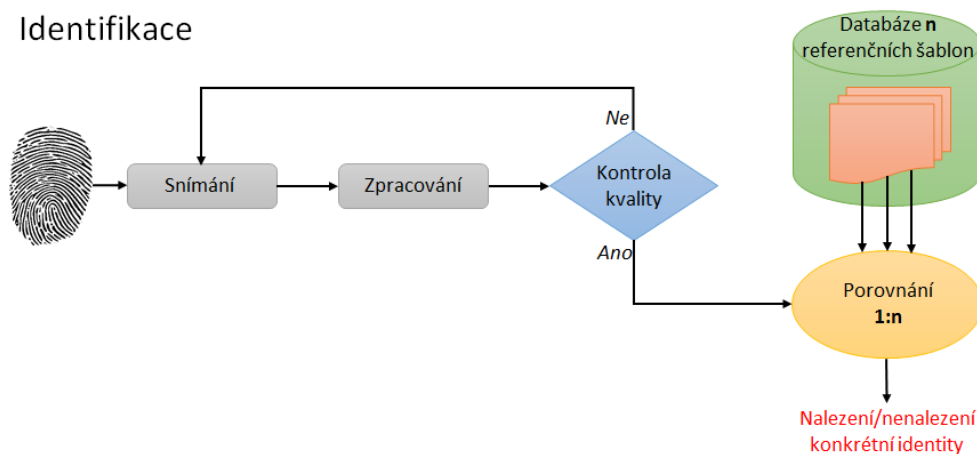 Identifikace
Databáze n
referenčních šablon
Ne
Snímání
Zpracování
Kontrola
kvality
Ano
Porovnání
1:n
Nalezení/nenalezení
konkrétní identity